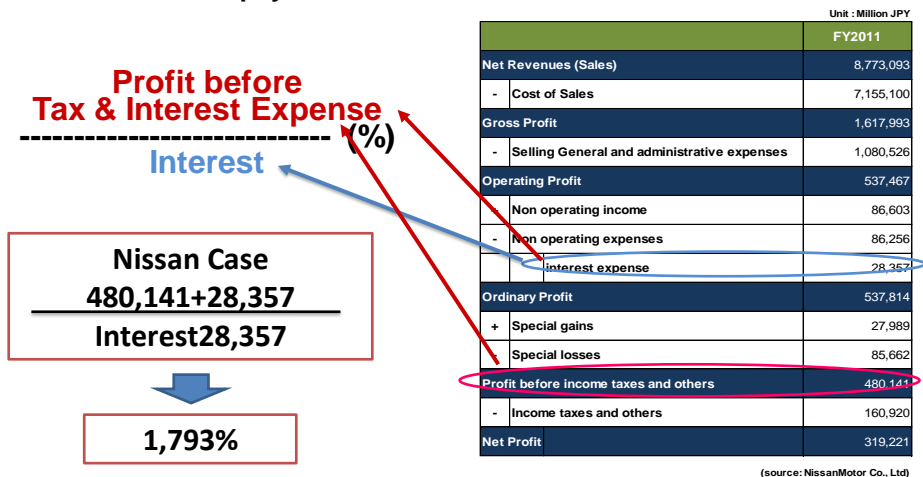 Unit : Million JPY
FY2011
Net Revenues (Sales) 8,773,093
- Cost of Sales 7,155,100
Gross Profit 1,617,993
- Selling General and administrative expenses 1,080,526
Operating Profit 537,467
Non operating income 86,603
- Non operating expenses 86,256
interest expense 28,357
Ordinary Profit 537,814
+ Special gains 27,989
- Special losses 85,662
Profit before income taxes and others 480,141
- Income taxes and others 160,920
Net Profit 319,221
(source: NissanMotor Co., Ltd)
Profit before
Tax & Interest Expense
----------------------------- (%)
Interest
Nissan Case
480,141+28,357
Interest28,357
1,793%